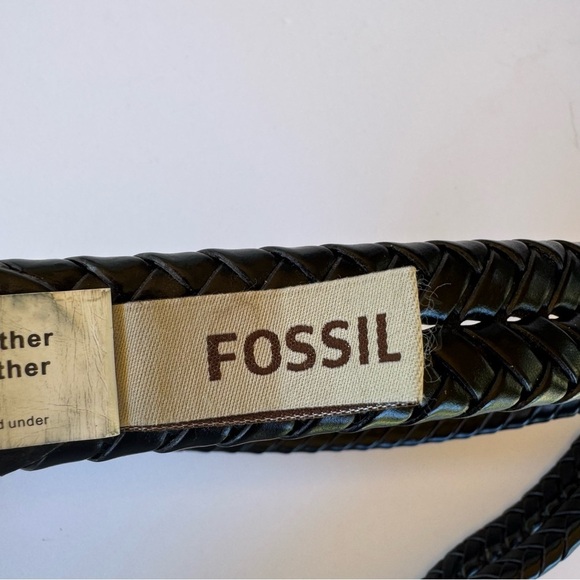 ther
ther
d under
FOSSIL